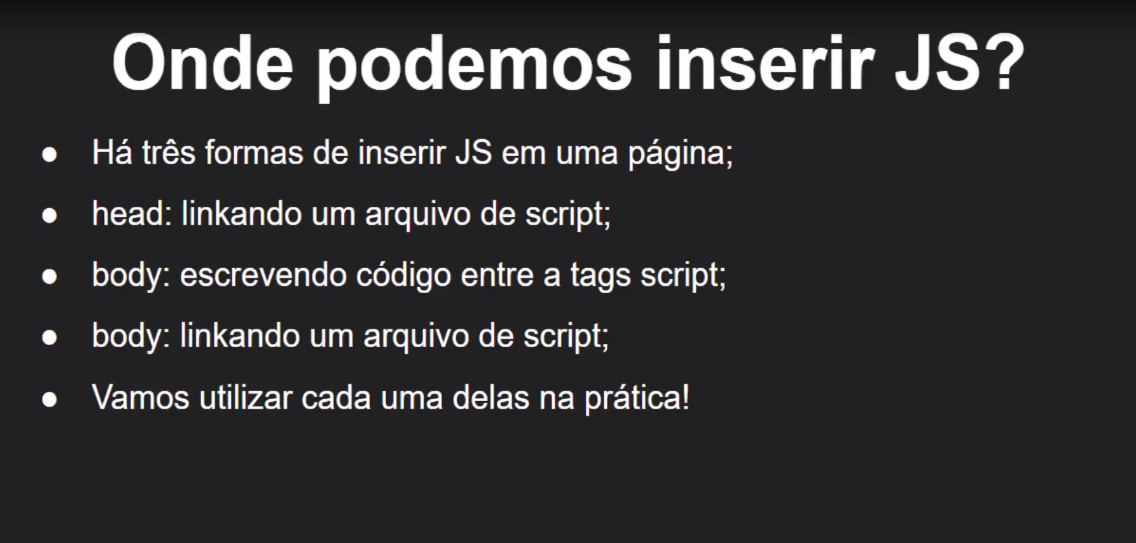 Onde podemos inserir JS?
● Há três formas de inserir JS em uma página;
● head: linkando um arquivo de script;
● body: escrevendo código entre a tags script;
● body: linkando um arquivo de script;
● Vamos utilizar cada uma delas na prática!